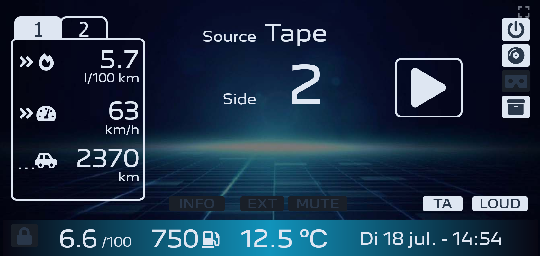 1 2
5.7
l/100 km
63
km/h
2370
km
Source Tape
Side 2
INFO EXT MUTE TA LOUD
6.6 /100 750 12.5 °C Di 18 jul. - 14:54